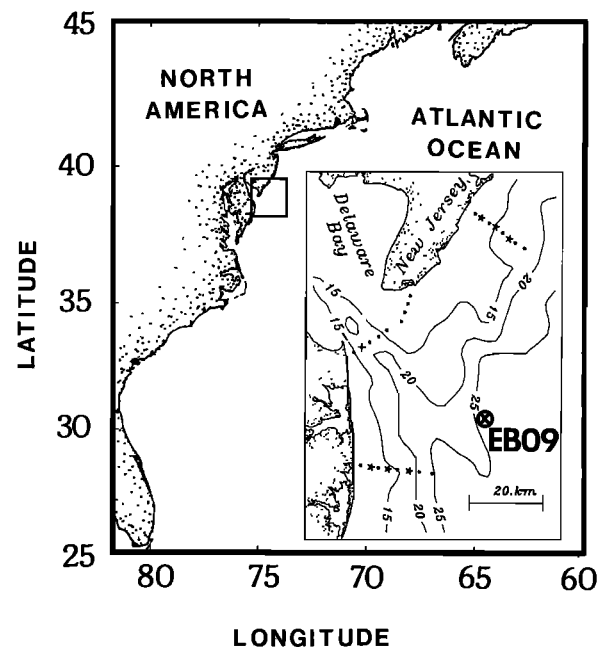 45
40
35
30
25
LATITUDE
NORTH
AMERICA
ATLANTIC
OCEAN
Delaware
Bay
New Jersey
15
15
20
15
20
25
EB09
20.km
15
20
25
80
75
70
65
60
LONGITUDE